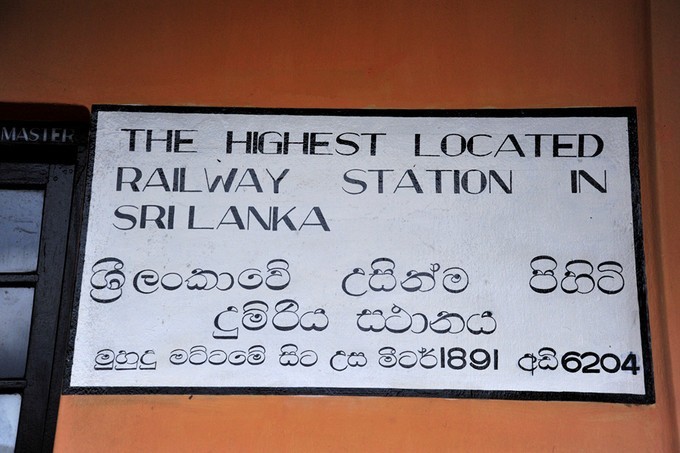 MASTER
THE HIGHEST LOCATED
RAILWAY STATION IN
SRI LANKA
ශ්‍රී ලංකාවේ උසින්ම පිහිටි
දුම්රිය ස්ථානය
මුහුදු මට්ටමේ සිට උස මීටර් 1891 අඩි 6204